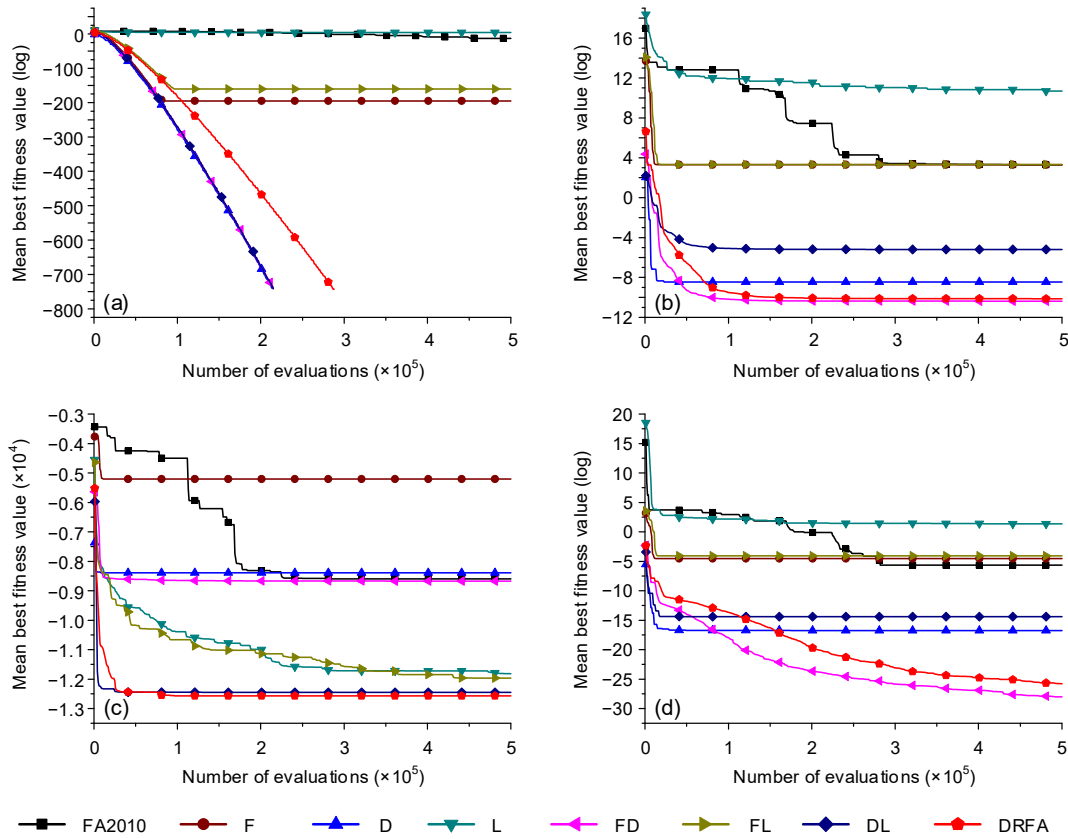 0
−100
−200
−300
−400
−500
−600
−700
−800
Mean best fitness value (log)
(a)
0 1 2 3 4 5
Number of evaluations (×10⁵)
16
12
8
4
0
−4
−8
−12
Mean best fitness value (log)
(b)
0 1 2 3 4 5
Number of evaluations (×10⁵)
−0.3
−0.4
−0.5
−0.6
−0.7
−0.8
−0.9
−1.0
−1.1
−1.2
−1.3
Mean best fitness value (×10⁴)
(c)
0 1 2 3 4 5
Number of evaluations (×10⁵)
20
15
10
5
0
−5
−10
−15
−20
−25
−30
Mean best fitness value (log)
(d)
0 1 2 3 4 5
Number of evaluations (×10⁵)
FA2010 F D L FD FL DL DRFA